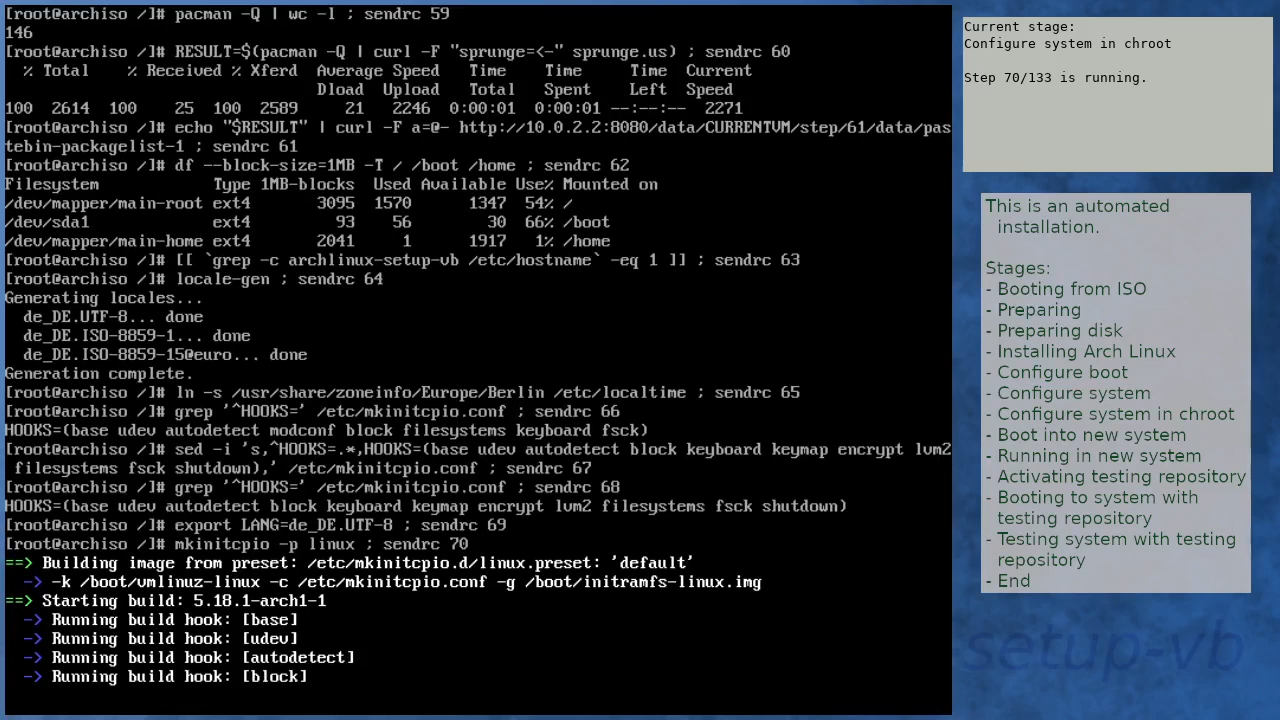 [root@archiso /]# pacman -Q | wc -l ; sendrc 59
146
[root@archiso /]# RESULT=$(pacman -Q | curl -F "sprunge=<-" sprunge.us) ; sendrc 60
  % Total    % Received % Xferd  Average Speed   Time    Time     Time  Current
                                 Dload  Upload   Total   Spent    Left  Speed
100  2614  100    25  100  2589     21   2246  0:00:01  0:00:01 --:--:--  2271
[root@archiso /]# echo "$RESULT" | curl -F a=@- http://10.0.2.2:8080/data/CURRENTVM/step/61/data/pas
tebin-packagelist-1 ; sendrc 61
[root@archiso /]# df --block-size=1MB -T / /boot /home ; sendrc 62
Filesystem            Type 1MB-blocks  Used Available Use% Mounted on
/dev/mapper/main-root ext4       3095  1570      1347  54% /
/dev/sda1             ext4         93    56        30  66% /boot
/dev/mapper/main-home ext4       2041     1      1917   1% /home
[root@archiso /]# [[ `grep -c archlinux-setup-vb /etc/hostname` -eq 1 ]] ; sendrc 63
[root@archiso /]# locale-gen ; sendrc 64
Generating locales...
  de_DE.UTF-8... done
  de_DE.ISO-8859-1... done
  de_DE.ISO-8859-15@euro... done
Generation complete.
[root@archiso /]# ln -s /usr/share/zoneinfo/Europe/Berlin /etc/localtime ; sendrc 65
[root@archiso /]# grep '^HOOKS=' /etc/mkinitcpio.conf ; sendrc 66
HOOKS=(base udev autodetect modconf block filesystems keyboard fsck)
[root@archiso /]# sed -i 's,^HOOKS=.*,HOOKS=(base udev autodetect block keyboard keymap encrypt lvm2
 filesystems fsck shutdown),' /etc/mkinitcpio.conf ; sendrc 67
[root@archiso /]# grep '^HOOKS=' /etc/mkinitcpio.conf ; sendrc 68
HOOKS=(base udev autodetect block keyboard keymap encrypt lvm2 filesystems fsck shutdown)
[root@archiso /]# export LANG=de_DE.UTF-8 ; sendrc 69
[root@archiso /]# mkinitcpio -p linux ; sendrc 70
==> Building image from preset: /etc/mkinitcpio.d/linux.preset: 'default'
  -> -k /boot/vmlinuz-linux -c /etc/mkinitcpio.conf -g /boot/initramfs-linux.img
==> Starting build: 5.18.1-arch1-1
  -> Running build hook: [base]
  -> Running build hook: [udev]
  -> Running build hook: [autodetect]
  -> Running build hook: [block]
Current stage:
Configure system in chroot
Step 70/133 is running.
This is an automated
installation.
Stages:
- Booting from ISO
- Preparing
- Preparing disk
- Installing Arch Linux
- Configure boot
- Configure system
- Configure system in chroot
- Boot into new system
- Running in new system
- Activating testing repository
- Booting to system with
testing repository
- Testing system with testing
repository
- End
-setup-vb